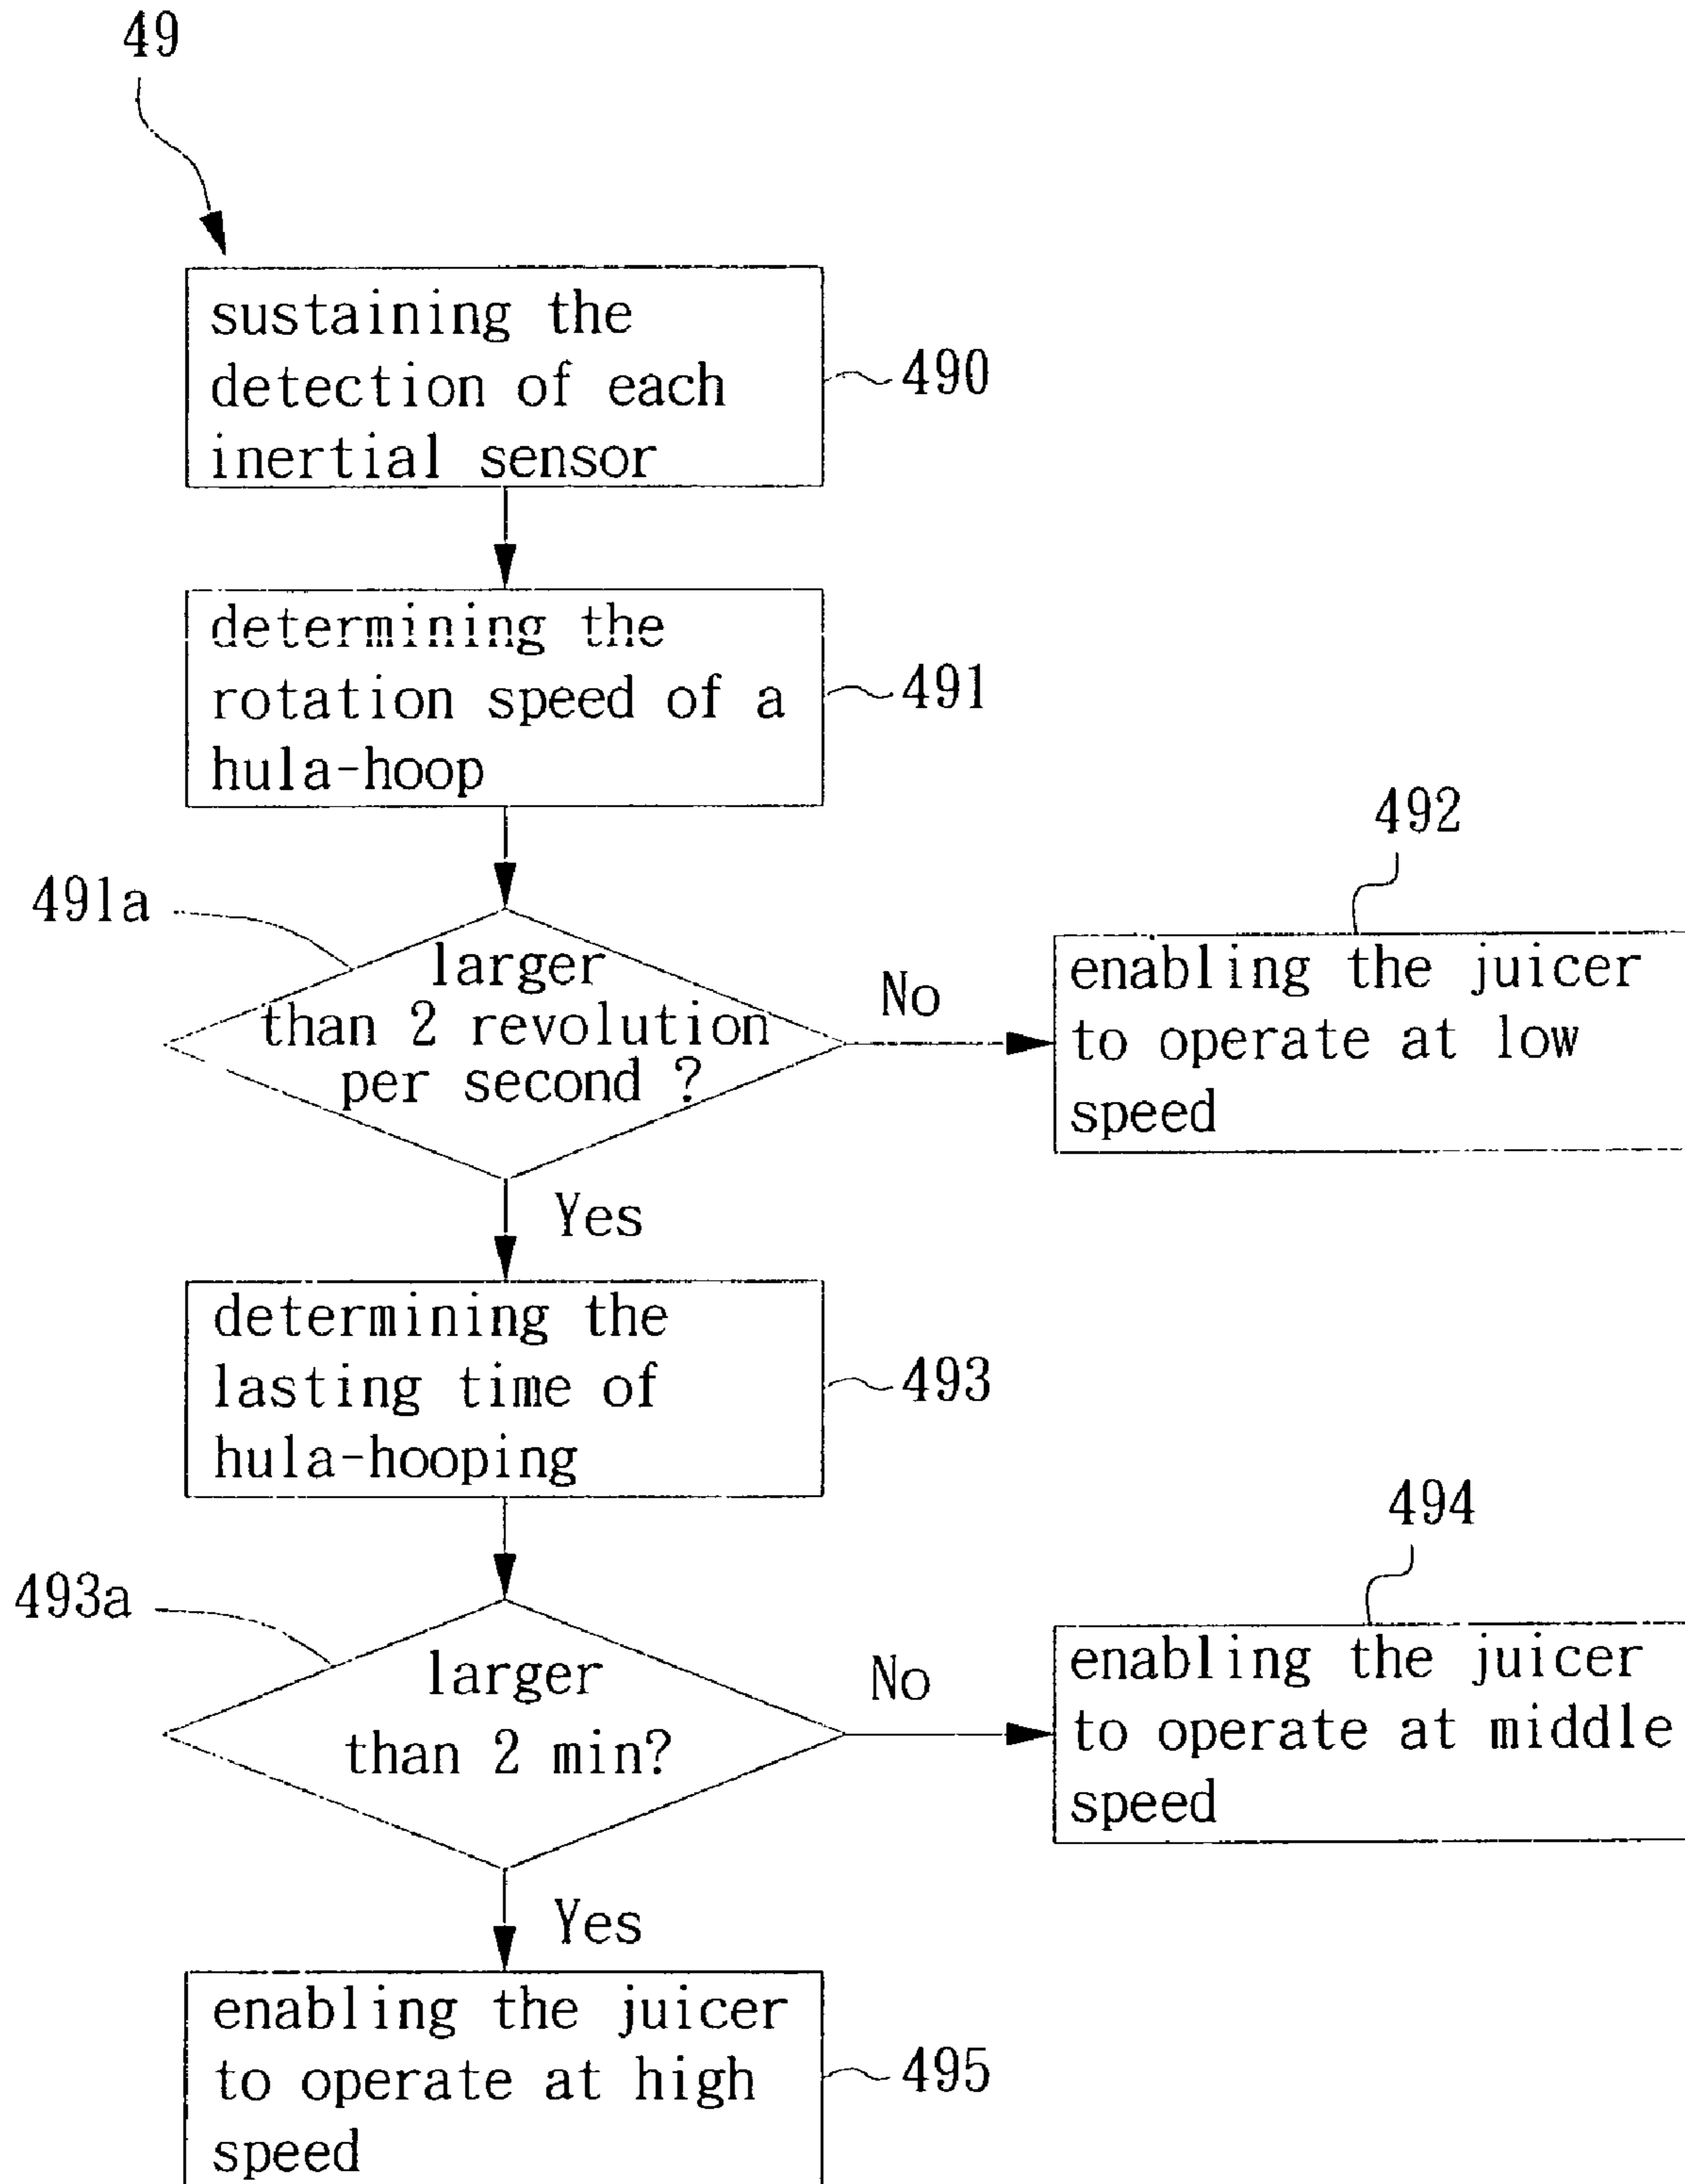 49
sustaining the
detection of each
inertial sensor
490
determining the
rotation speed of a
hula-hoop
491
491a
larger
than 2 revolution
per second ?
No
492
enabling the juicer
to operate at low
speed
Yes
determining the
lasting time of
hula-hooping
493
493a
larger
than 2 min?
No
494
enabling the juicer
to operate at middle
speed
Yes
enabling the juicer
to operate at high
speed
495